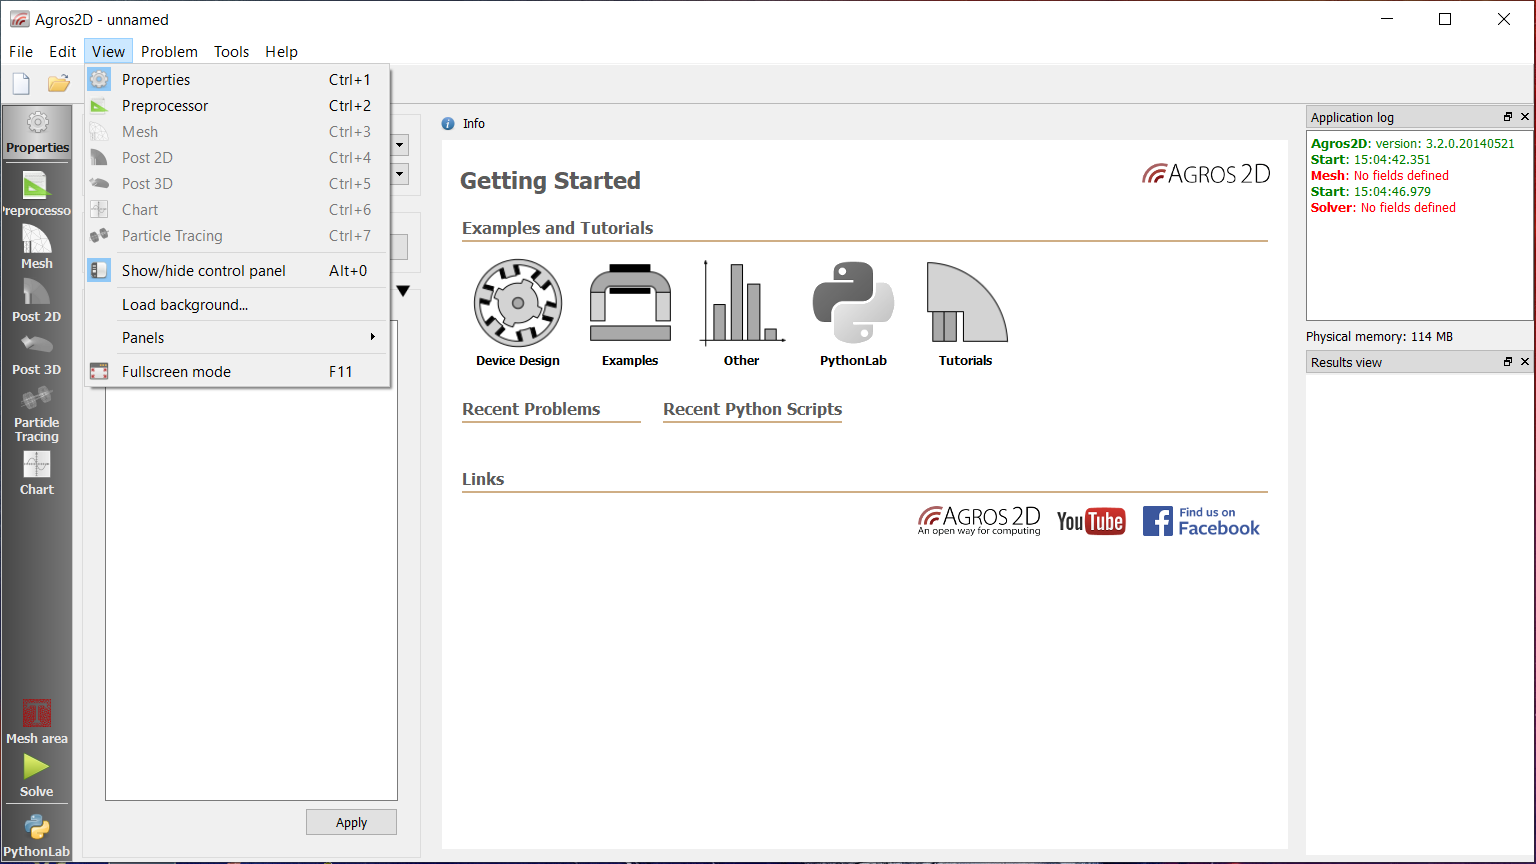 Agros2D - unnamed
File Edit View Problem Tools Help
Properties Ctrl+1
Preprocessor Ctrl+2
Mesh Ctrl+3
Post 2D Ctrl+4
Post 3D Ctrl+5
Chart Ctrl+6
Particle Tracing Ctrl+7
Show/hide control panel Alt+0
Load background...
Panels
Fullscreen mode F11
Properties
reprocesso
Mesh
Post 2D
Post 3D
Particle
Tracing
Chart
Mesh area
Solve
PythonLab
Apply
Info
Getting Started
AGROS 2D
Examples and Tutorials
Device Design
Examples
Other
PythonLab
Tutorials
Recent Problems
Recent Python Scripts
Links
AGROS 2D
An open way for computing
YouTube
Find us on
Facebook
Application log
Agros2D: version: 3.2.0.20140521
Start: 15:04:42.351
Mesh: No fields defined
Start: 15:04:46.979
Solver: No fields defined
Physical memory: 114 MB
Results view